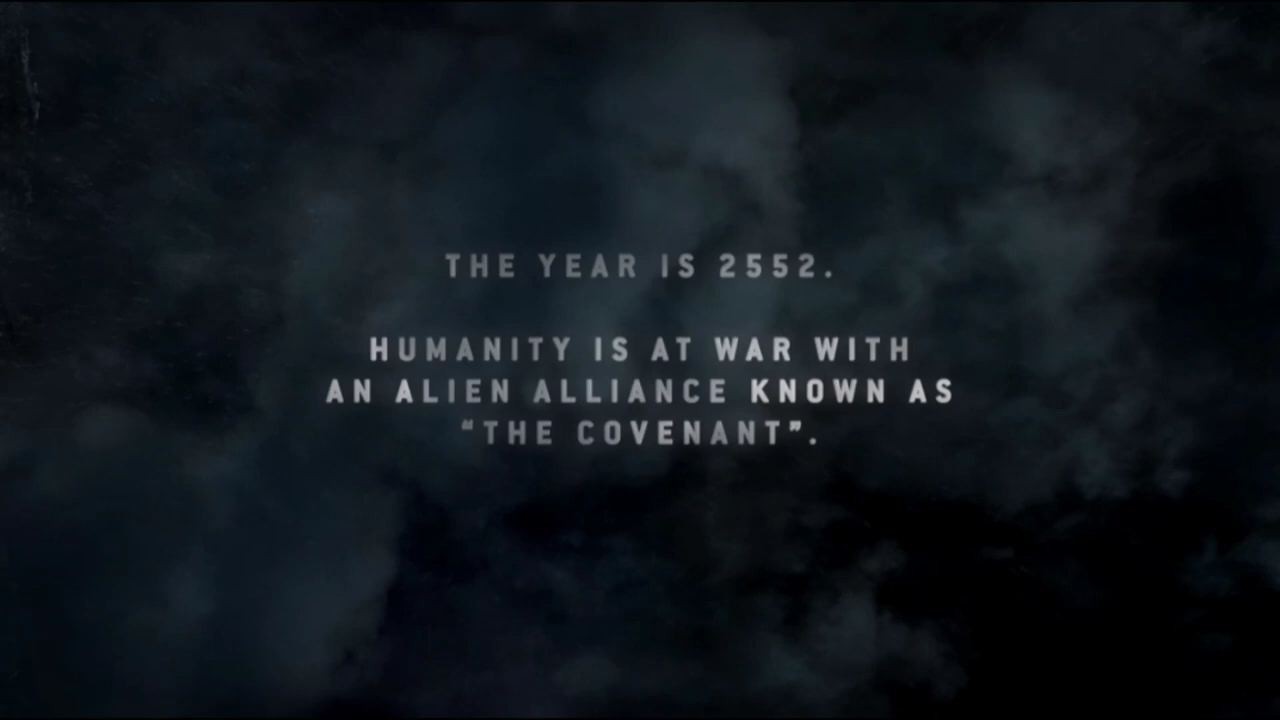 THE YEAR IS 2552.
HUMANITY IS AT WAR WITH
AN ALIEN ALLIANCE KNOWN AS
“THE COVENANT”.